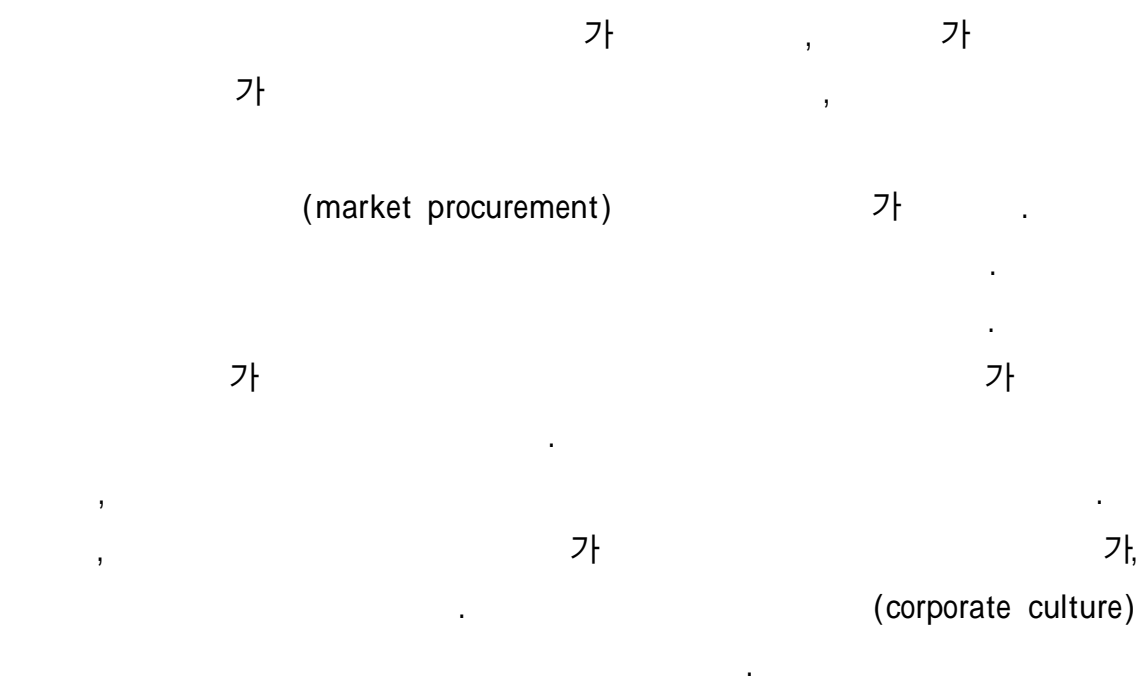 가 , 가
가 ,
(market procurement) 가 .
.
.
가 가
.
, .
, 가 가,
. (corporate culture)
.